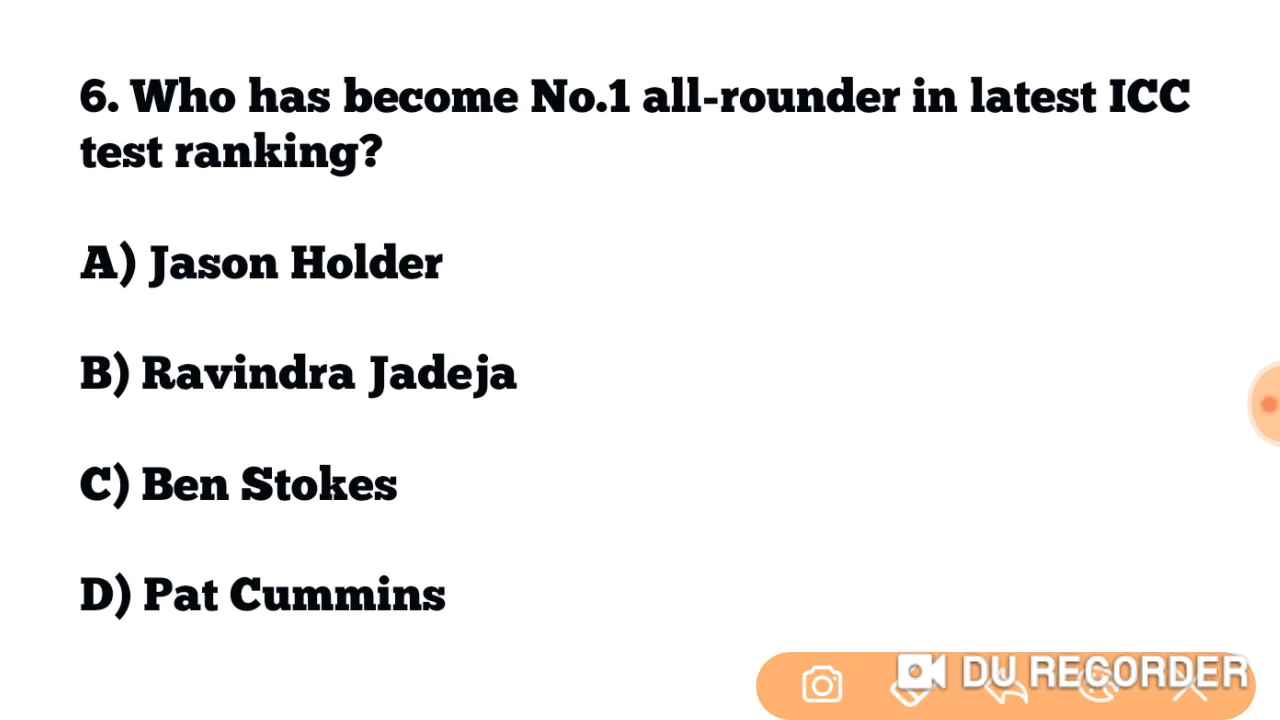 6. Who has become No.1 all-rounder in latest ICC
test ranking?
A) Jason Holder
B) Ravindra Jadeja
C) Ben Stokes
D) Pat Cummins
DU RECORDER